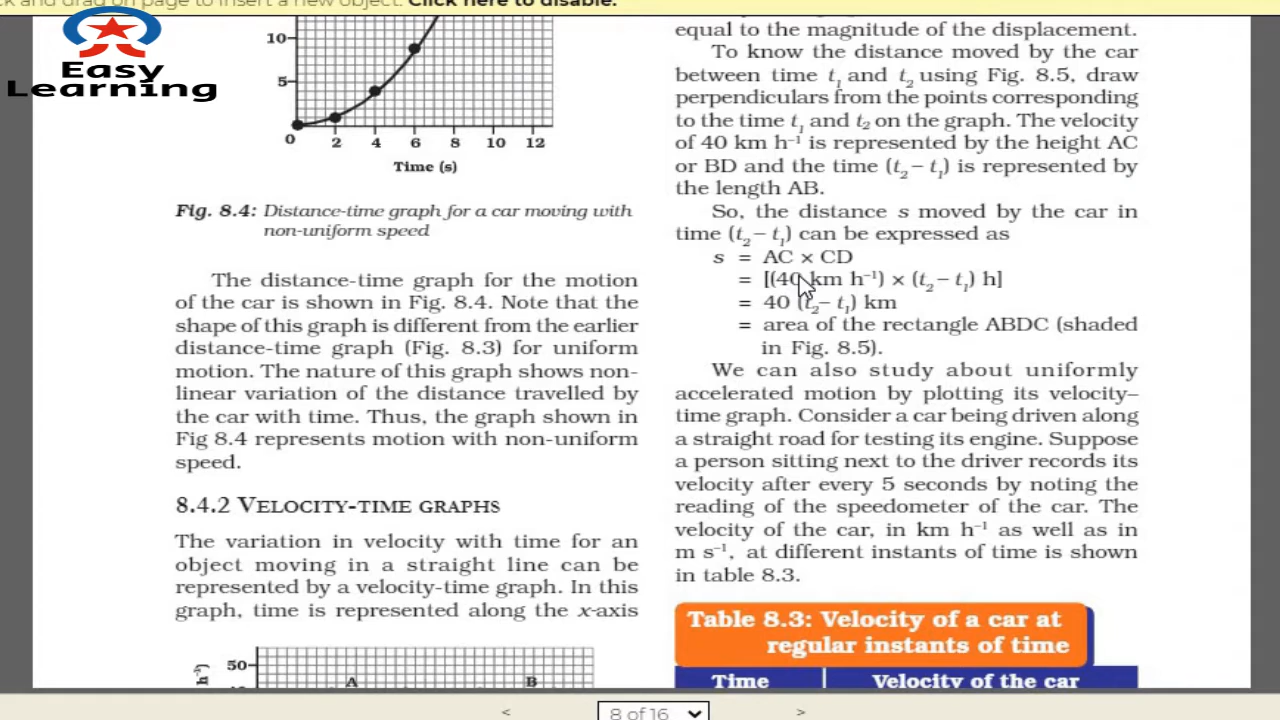 ck and drag on page to insert a new object. Click here to disable.
Easy
Learning
10
5
0 2 4 6 8 10 12
Time (s)
Fig. 8.4: Distance-time graph for a car moving with
non-uniform speed
The distance-time graph for the motion
of the car is shown in Fig. 8.4. Note that the
shape of this graph is different from the earlier
distance-time graph (Fig. 8.3) for uniform
motion. The nature of this graph shows non-
linear variation of the distance travelled by
the car with time. Thus, the graph shown in
Fig 8.4 represents motion with non-uniform
speed.
8.4.2 VELOCITY-TIME GRAPHS
The variation in velocity with time for an
object moving in a straight line can be
represented by a velocity-time graph. In this
graph, time is represented along the x-axis
50
A B
h⁻¹)
equal to the magnitude of the displacement.
To know the distance moved by the car
between time t₁ and t₂ using Fig. 8.5, draw
perpendiculars from the points corresponding
to the time t₁ and t₂ on the graph. The velocity
of 40 km h⁻¹ is represented by the height AC
or BD and the time (t₂ – t₁) is represented by
the length AB.
So, the distance s moved by the car in
time (t₂ – t₁) can be expressed as
s = AC × CD
= [(40 km h⁻¹) × (t₂ – t₁) h]
= 40 (t₂ – t₁) km
= area of the rectangle ABDC (shaded
in Fig. 8.5).
We can also study about uniformly
accelerated motion by plotting its velocity–
time graph. Consider a car being driven along
a straight road for testing its engine. Suppose
a person sitting next to the driver records its
velocity after every 5 seconds by noting the
reading of the speedometer of the car. The
velocity of the car, in km h⁻¹ as well as in
m s⁻¹, at different instants of time is shown
in table 8.3.
Table 8.3: Velocity of a car at
regular instants of time
Time Velocity of the car
< 8 of 16 >